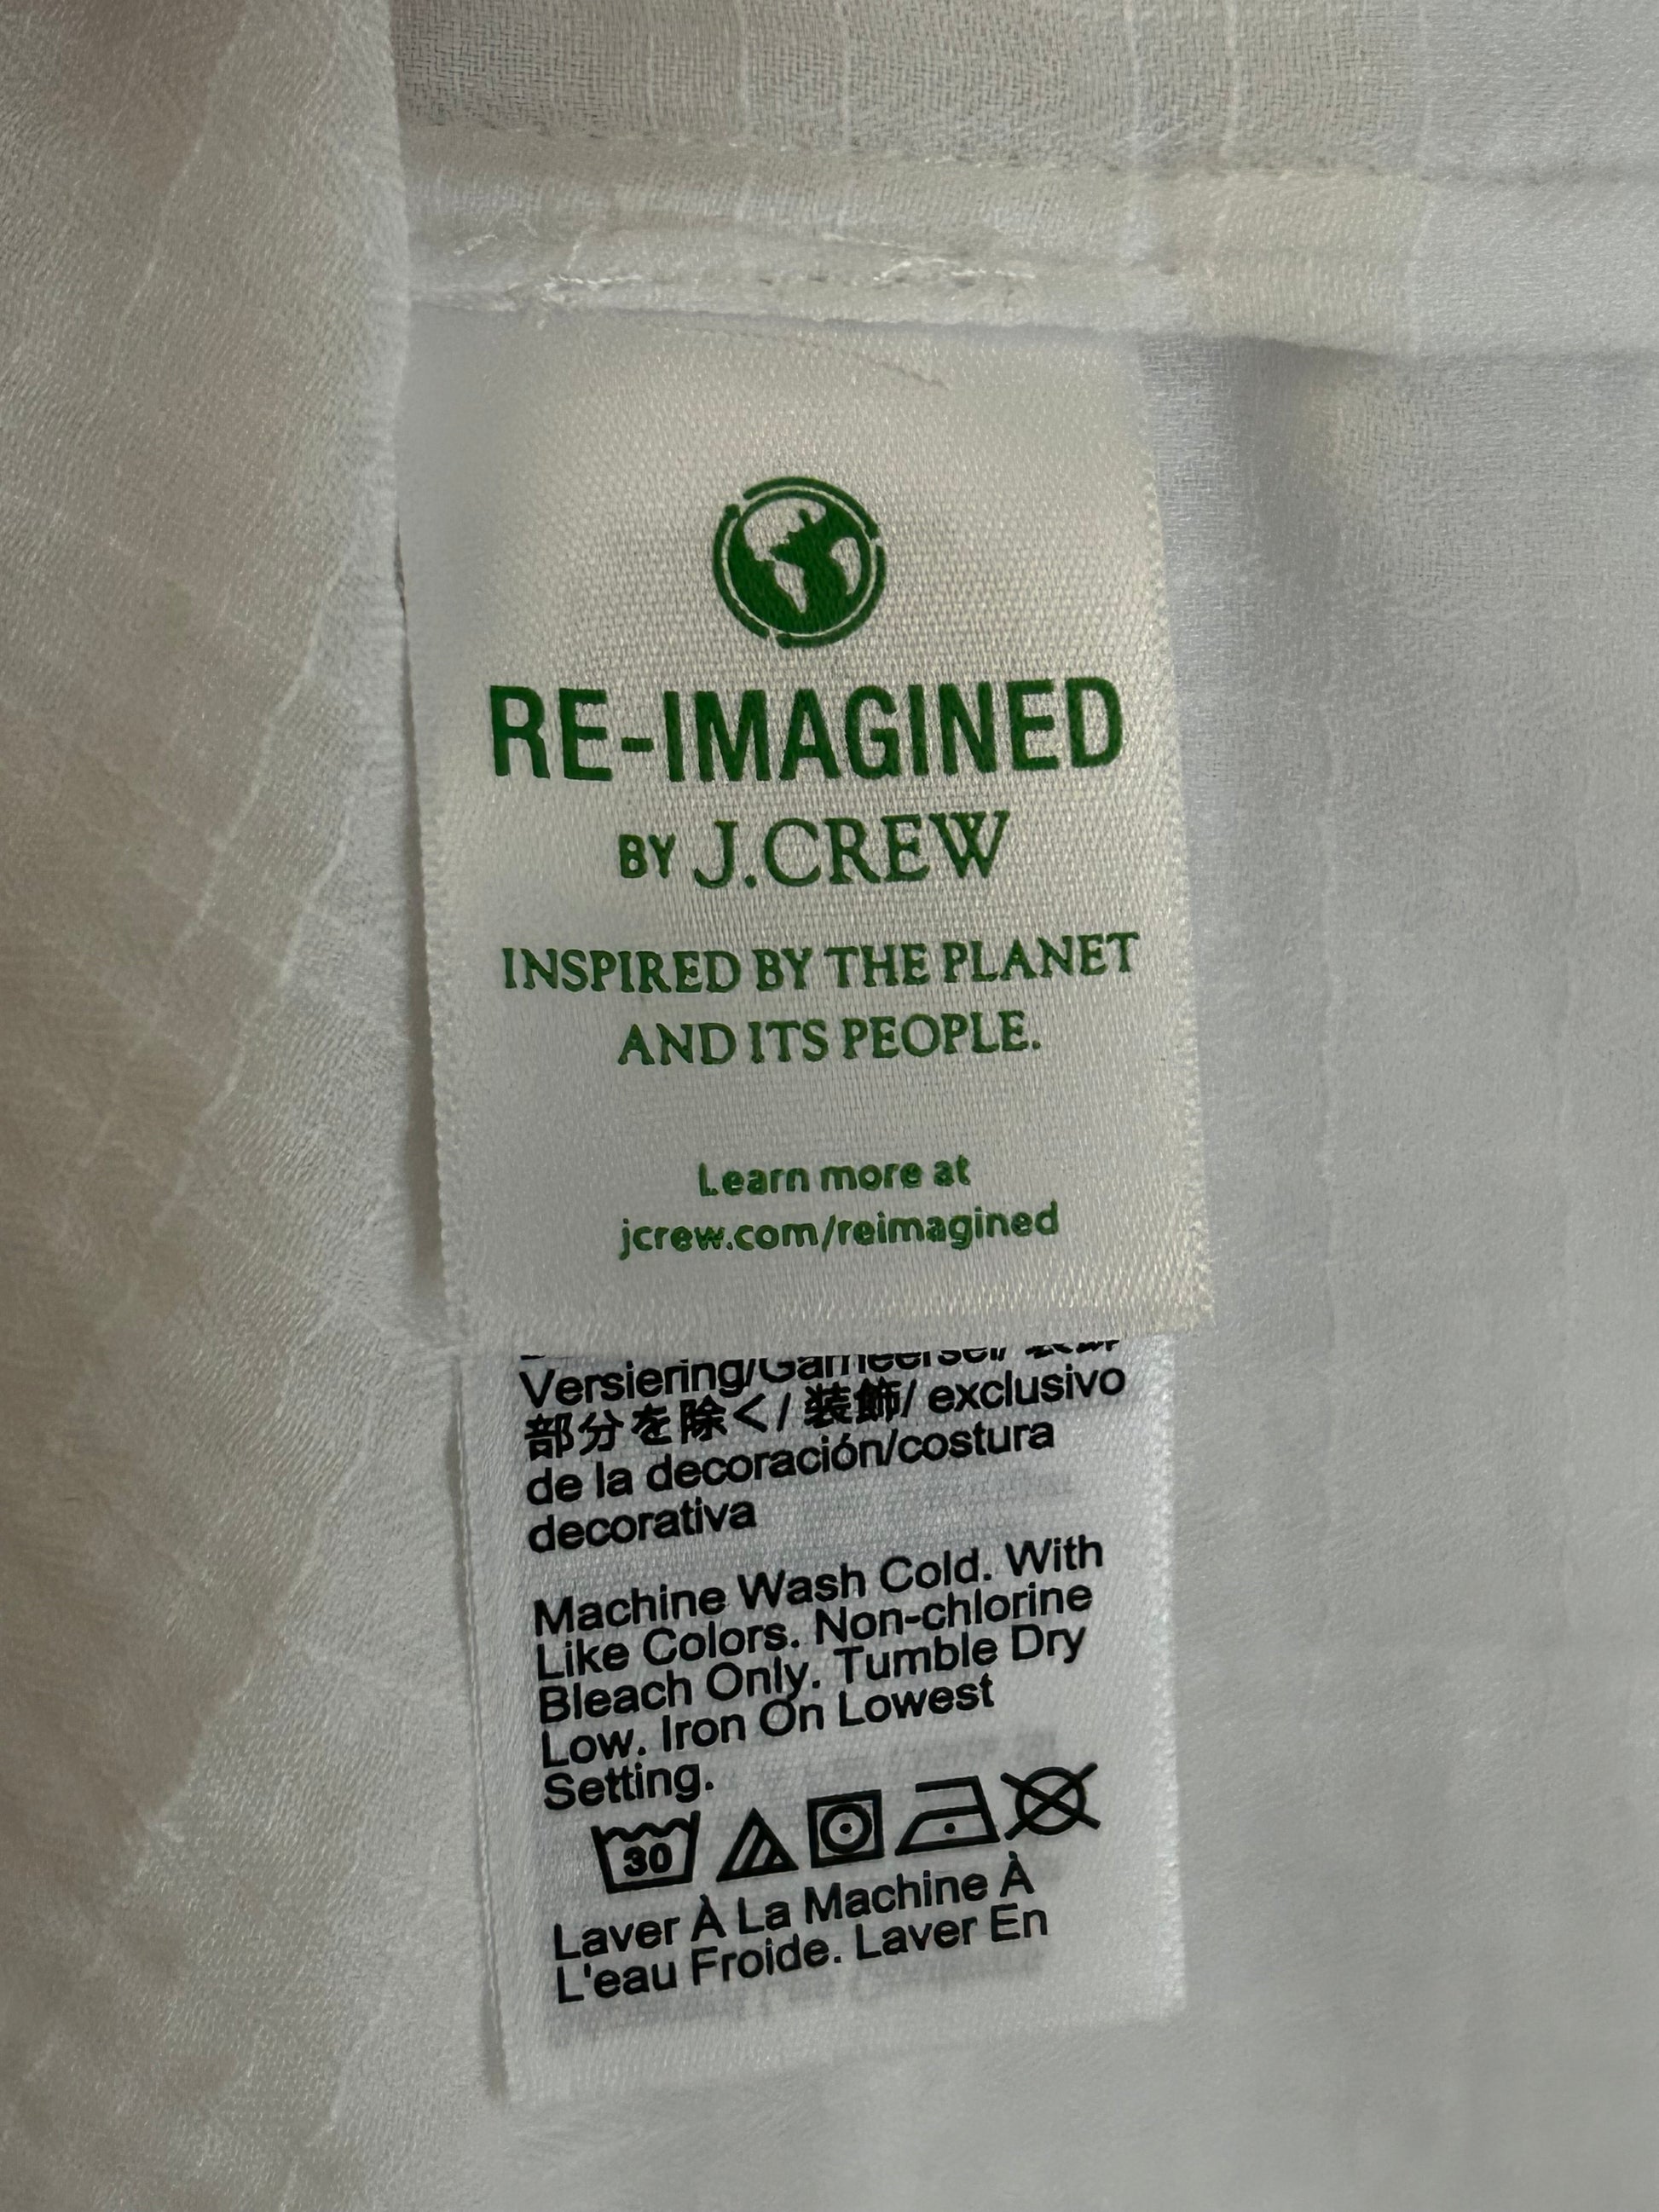 RE-IMAGINED
BY J.CREW
INSPIRED BY THE PLANET
AND ITS PEOPLE.
Learn more at
jcrew.com/reimagined
Versiering/
部分を除く/ 装飾/ exclusivo
de la decoración/costura
decorativa
Machine Wash Cold. With
Like Colors. Non-chlorine
Bleach Only. Tumble Dry
Low. Iron On Lowest
Setting.
30
Laver À La Machine À
L'eau Froide. Laver En